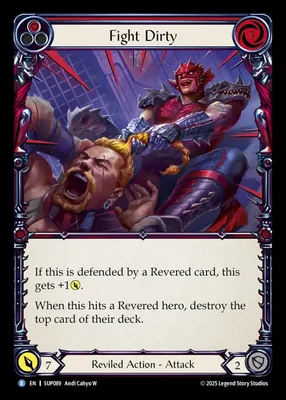 Fight Dirty
If this is defended by a Revered card, this
gets +1.
When this hits a Revered hero, destroy the
top card of their deck.
7
Reviled Action - Attack
2
R EN SUP089 Andi Cahyo W
© 2025 Legend Story Studios